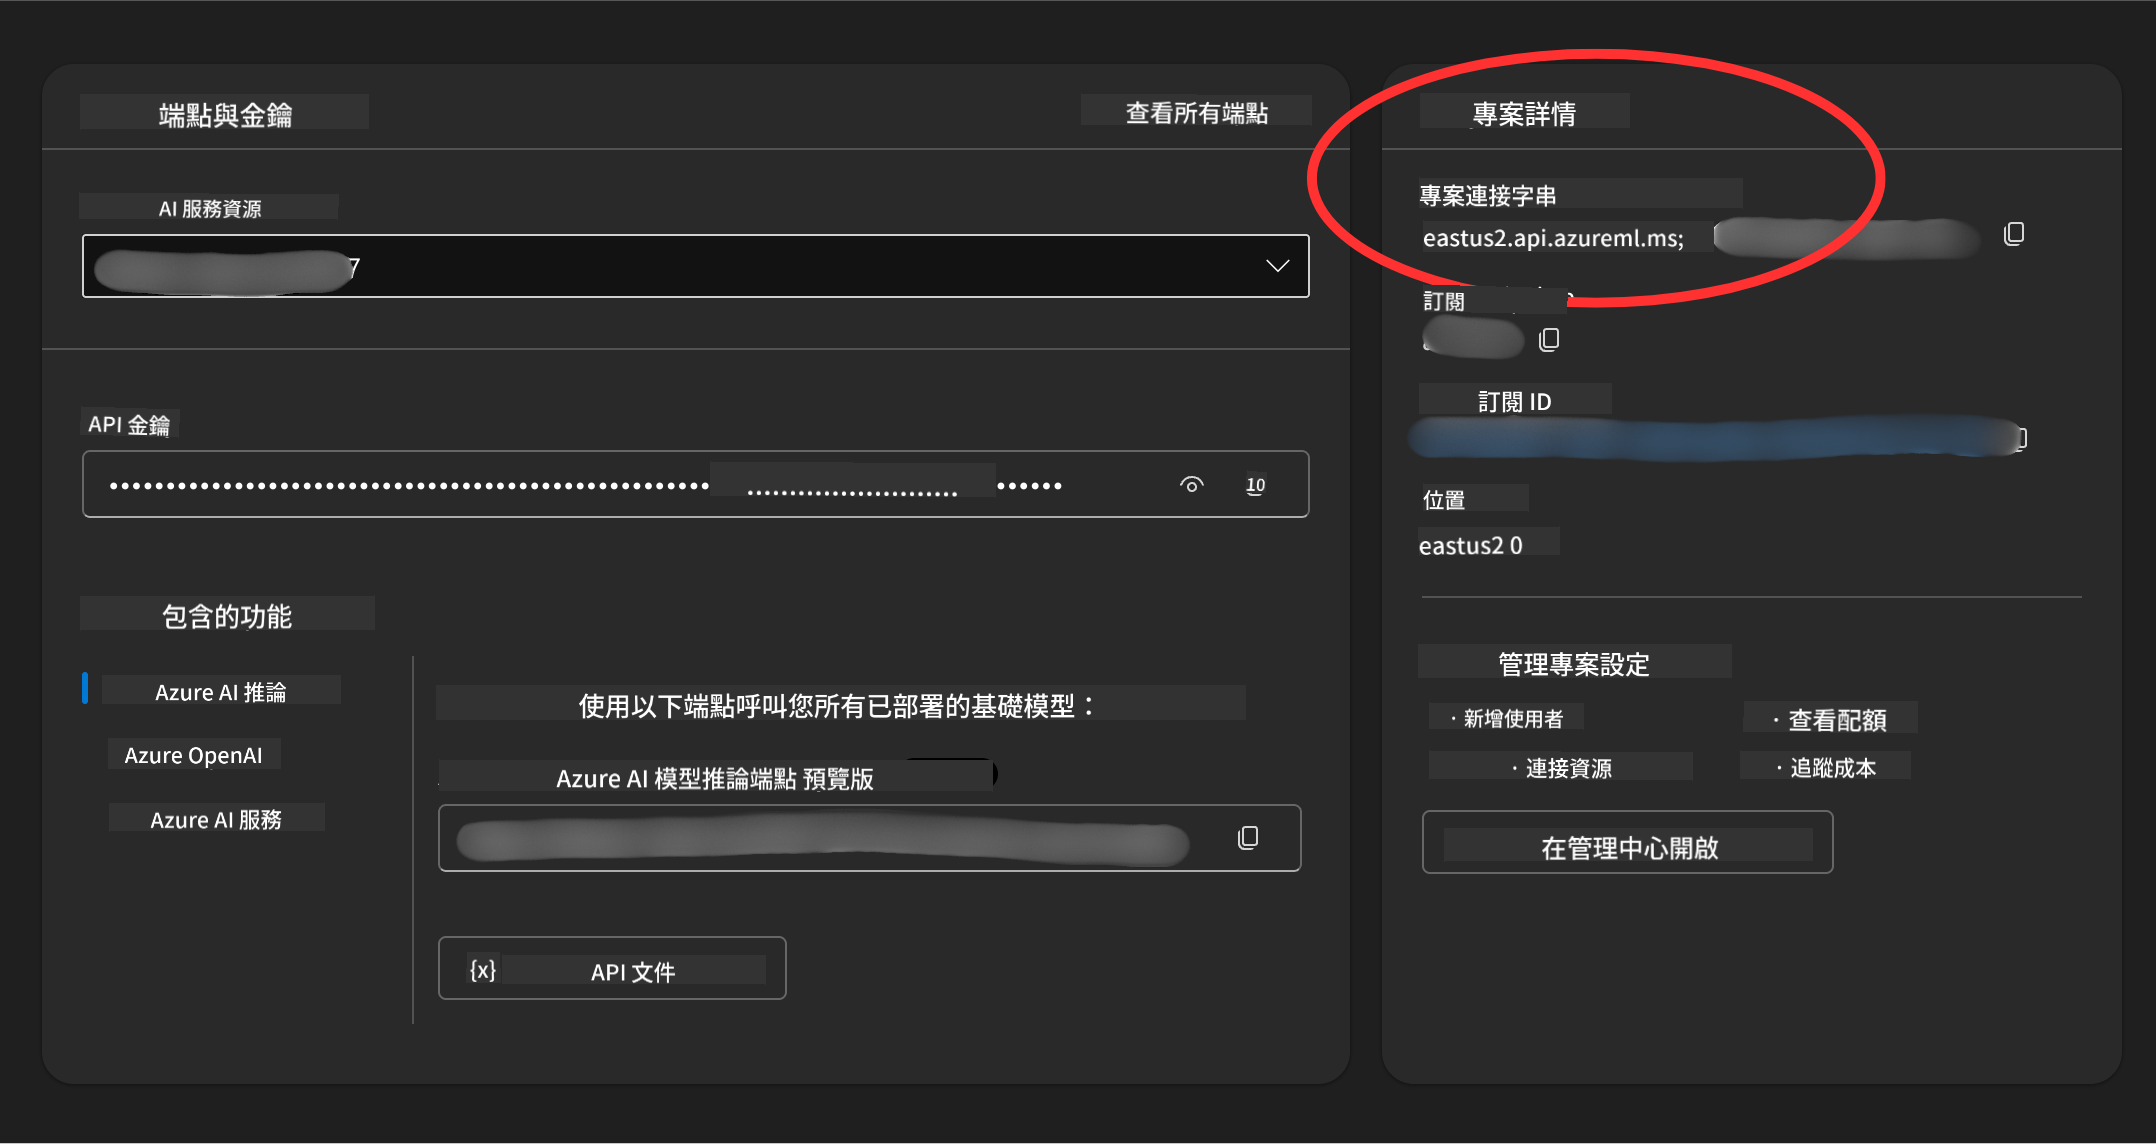 端點與金鑰
查看所有端點
AI 服務資源
7
API 金鑰
10
包含的功能
Azure AI 推論
Azure OpenAI
Azure AI 服務
使用以下端點呼叫您所有已部署的基礎模型：
Azure AI 模型推論端點 預覽版
{x} API 文件
專案詳情
專案連接字串
eastus2.api.azureml.ms;
訂閱
訂閱 ID
位置
eastus2 0
管理專案設定
· 新增使用者
· 查看配額
· 連接資源
· 追蹤成本
在管理中心開啟